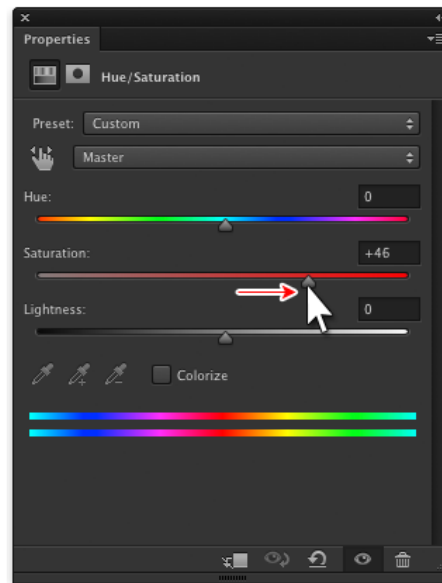 Properties
Hue/Saturation
Preset: Custom
Master
Hue: 0
Saturation: +46
Lightness: 0
Colorize